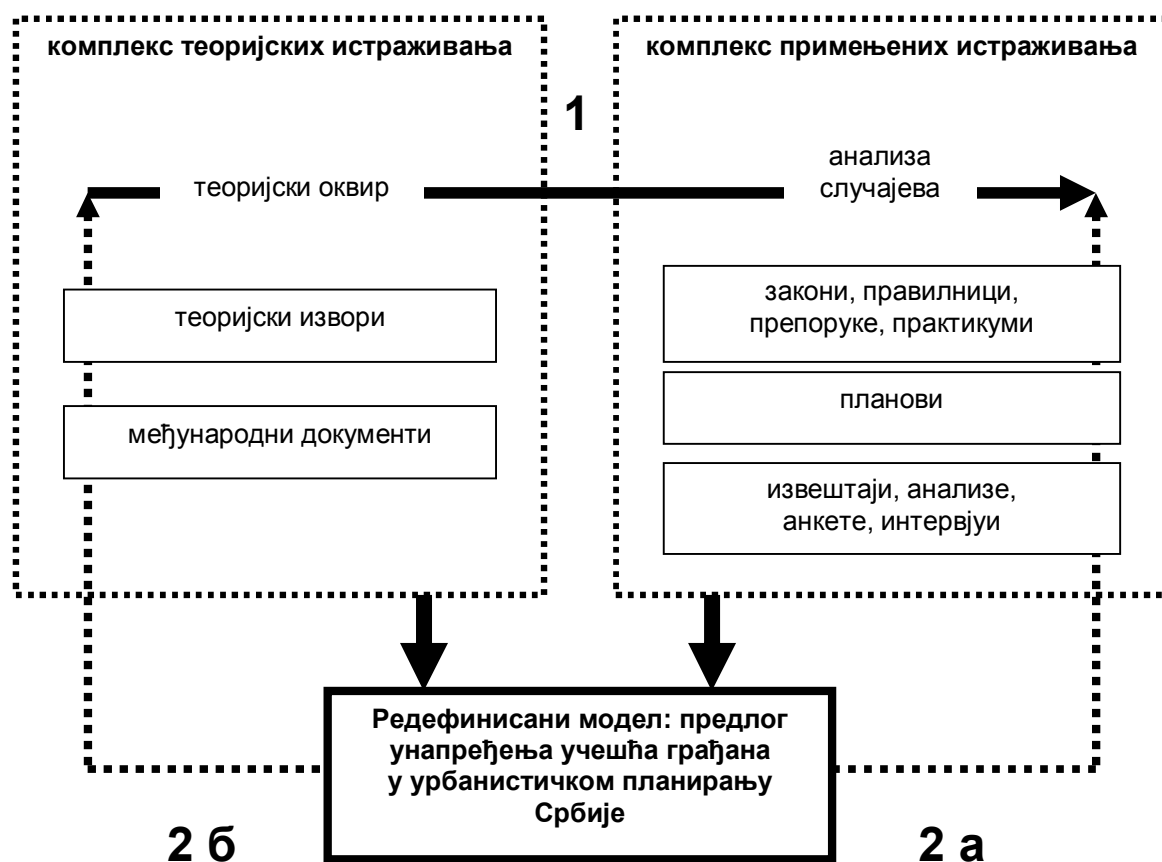 комплекс теоријских истраживања
комплекс примењених истраживања
1
теоријски оквир
анализа
случајева
теоријски извори
међународни документи
закони, правилници,
препоруке, практикуми
планови
извештаји, анализе,
анкете, интервјуи
Редефинисани модел: предлог
унапређења учешћа грађана
у урбанистичком планирању
Србије
2 б
2 а